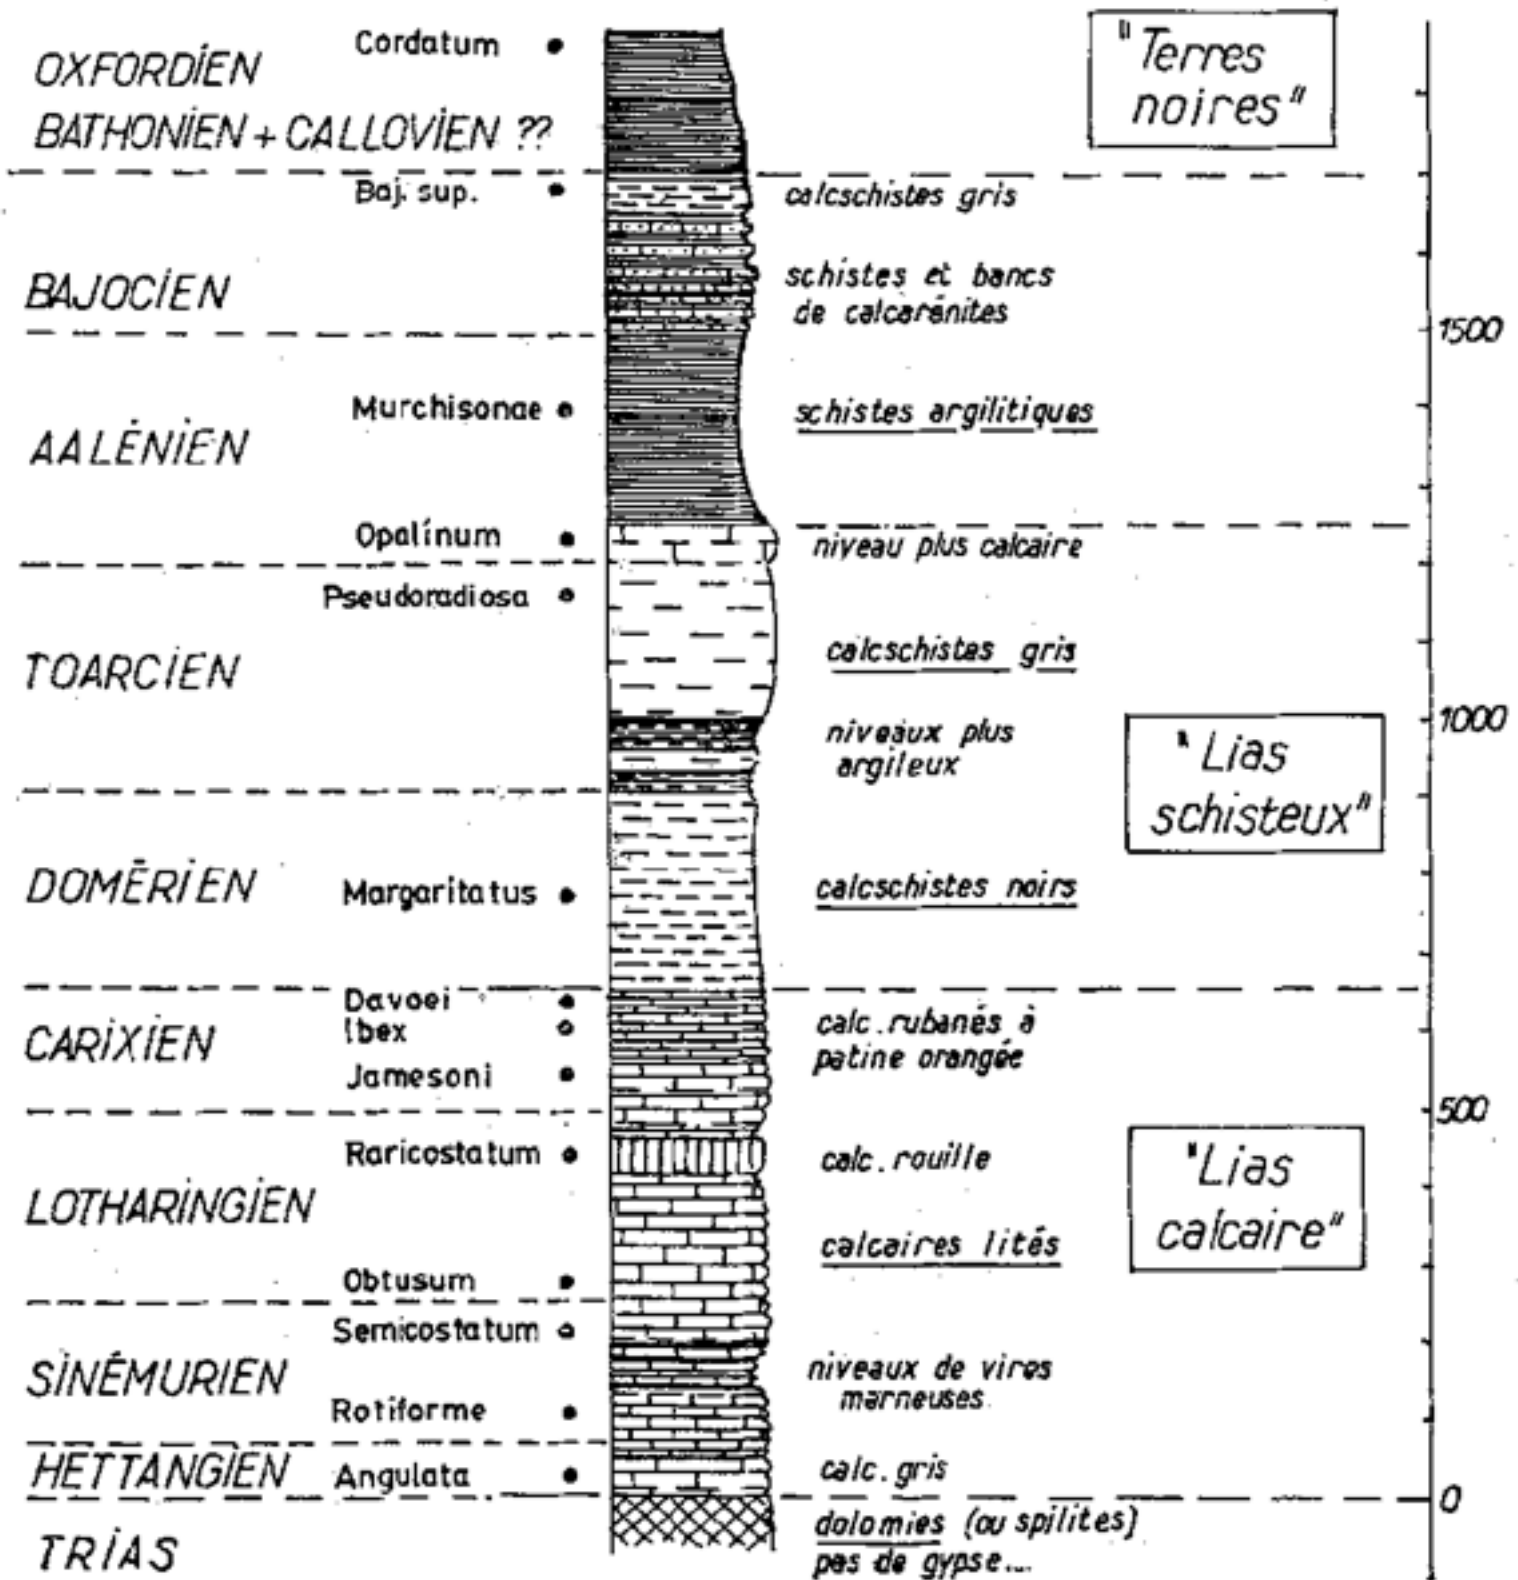 OXFORDIEN
Cordatum
"Terres
noires"
BATHONIEN + CALLOVIEN ??
Baj. sup.
calcschistes gris
BAJOCIEN
schistes et bancs
de calcarénites
1500
AALÉNIEN
Murchisonae
schistes argilitiques
Opalinum
niveau plus calcaire
Pseudoradiosa
TOARCIEN
calcschistes gris
niveaux plus
argileux
1000
"Lias
schisteux"
DOMÉRIEN
Margaritatus
calcschistes noirs
Davoei
Ibex
CARIXIEN
Jamesoni
calc. rubanés à
patine orangée
500
Raricostatum
calc. rouille
"Lias
calcaire"
LOTHARINGIEN
calcaires lités
Obtusum
Semicostatum
SINÉMURIEN
niveaux de vires
marneuses
Rotiforme
HETTANGIEN
Angulata
calc. gris
0
TRIAS
dolomies (ou spilites)
pas de gypse...